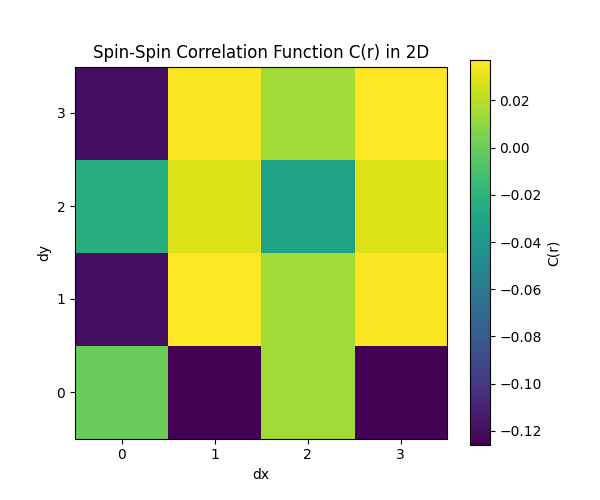 Spin-Spin Correlation Function C(r) in 2D
3
2
1
0
dy
0 1 2 3
dx
0.02
0.00
−0.02
−0.04
−0.06
−0.08
−0.10
−0.12
C(r)